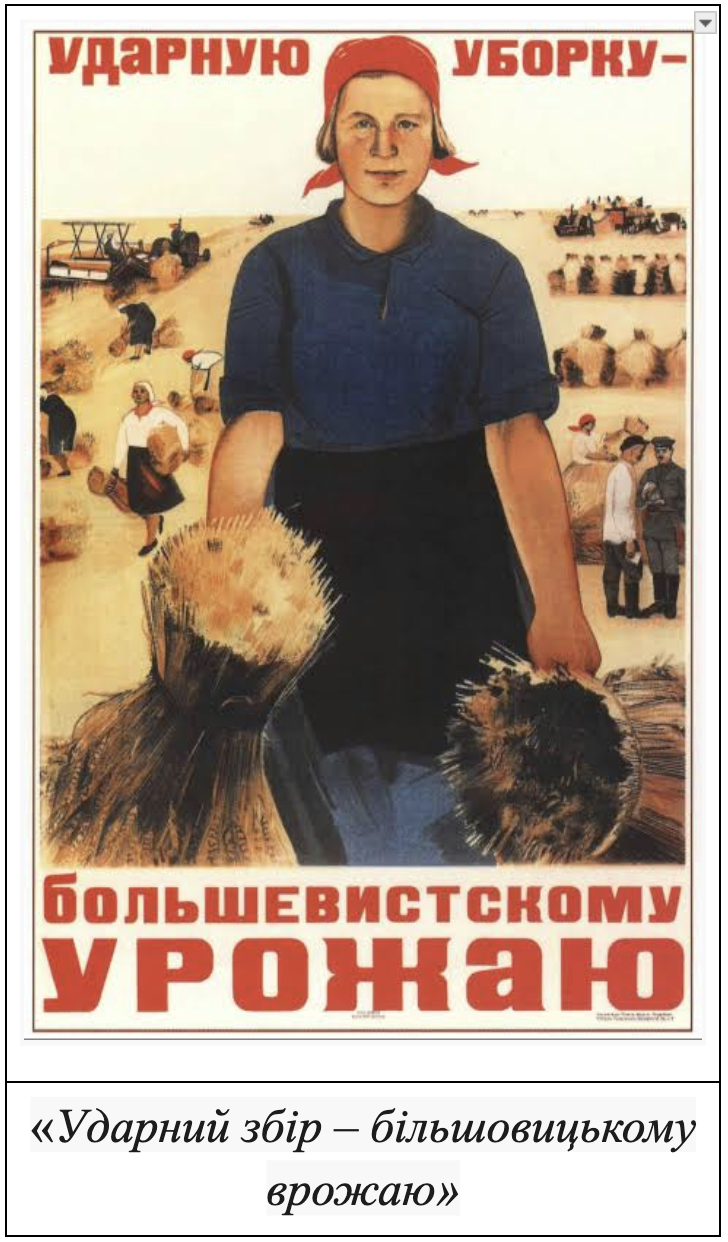 УДАРНУЮ УБОРКУ–
БОЛЬШЕВИСТСКОМУ
УРОЖАЮ
«Ударний збір – більшовицькому
врожаю»